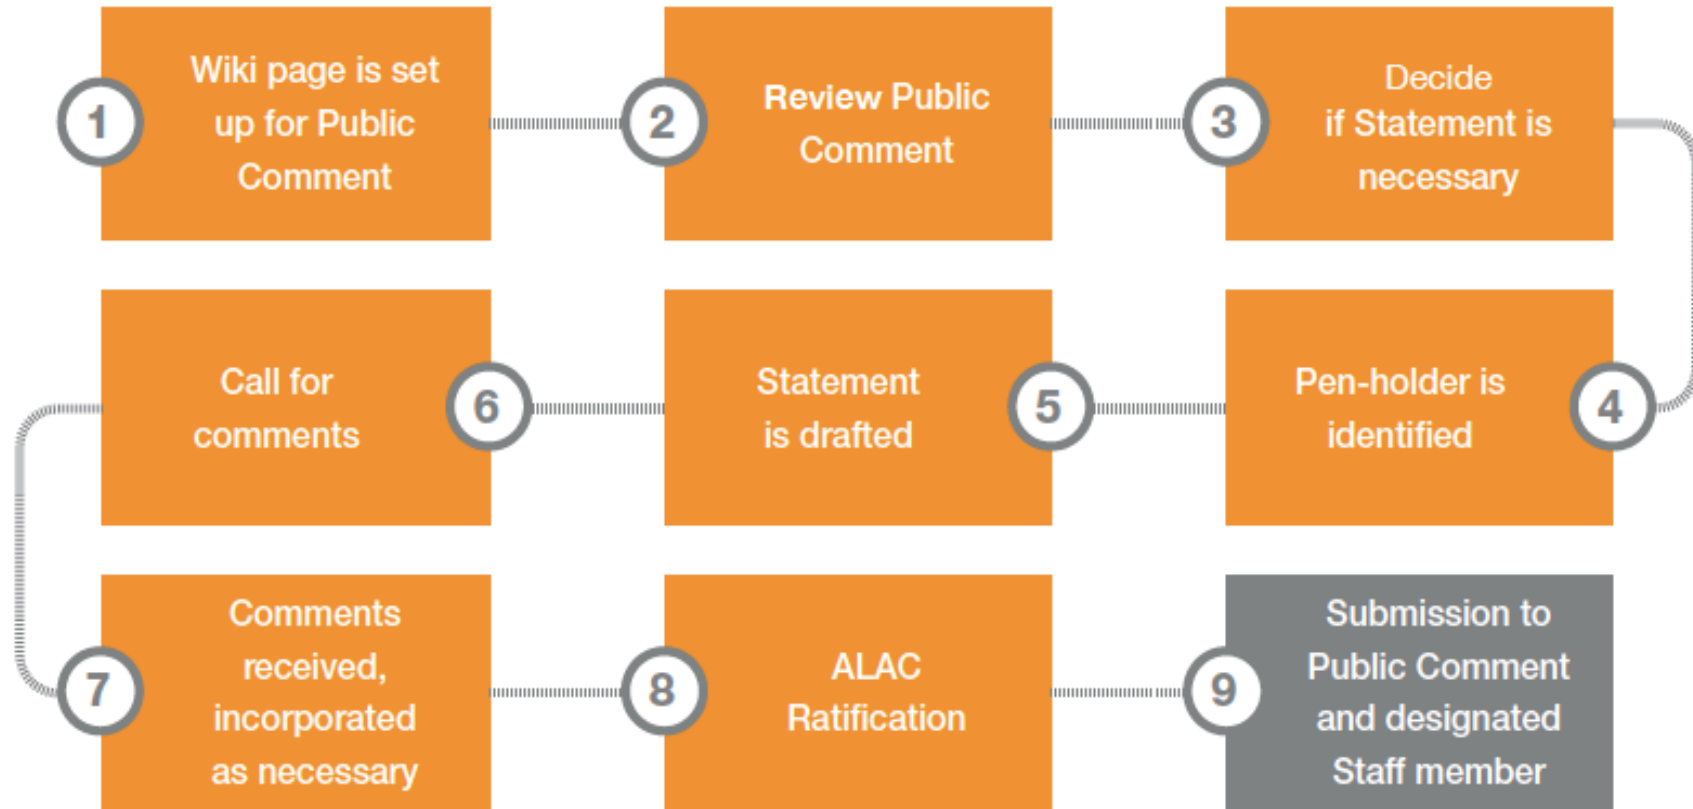 1
Wiki page is set
up for Public
Comment
2
Review Public
Comment
3
Decide
if Statement is
necessary
4
Pen-holder is
identified
5
Statement
is drafted
6
Call for
comments
7
Comments
received,
incorporated
as necessary
8
ALAC
Ratification
9
Submission to
Public Comment
and designated
Staff member